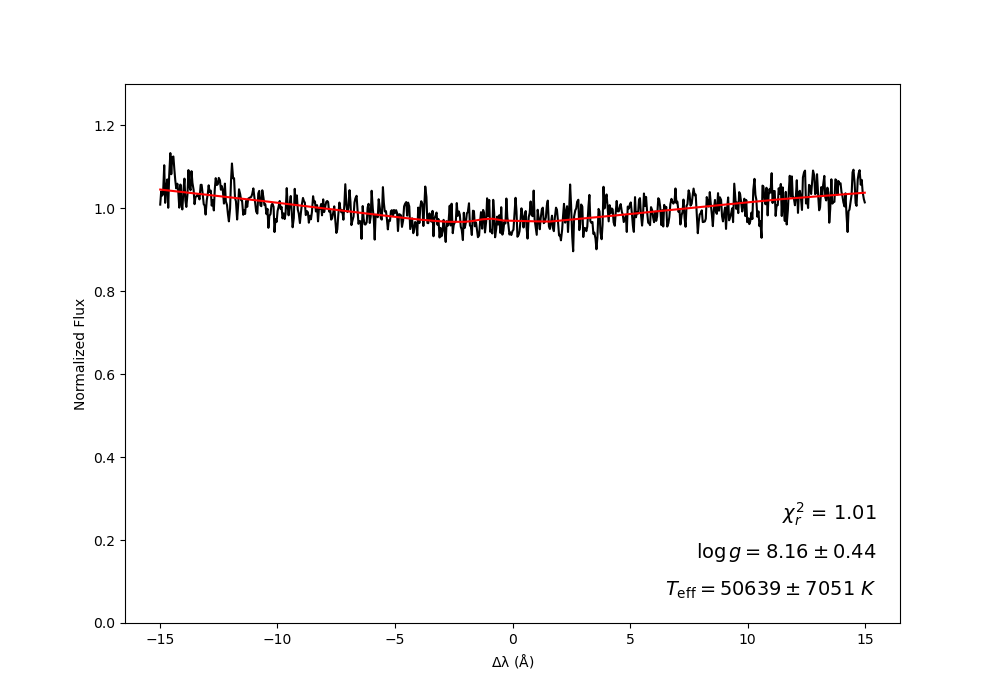 1.2
1.0
0.8
0.6
0.4
0.2
0.0
Normalized Flux
χ²ᵣ = 1.01
log g = 8.16 ± 0.44
T_eff = 50639 ± 7051 K
−15 −10 −5 0 5 10 15
Δλ (Å)